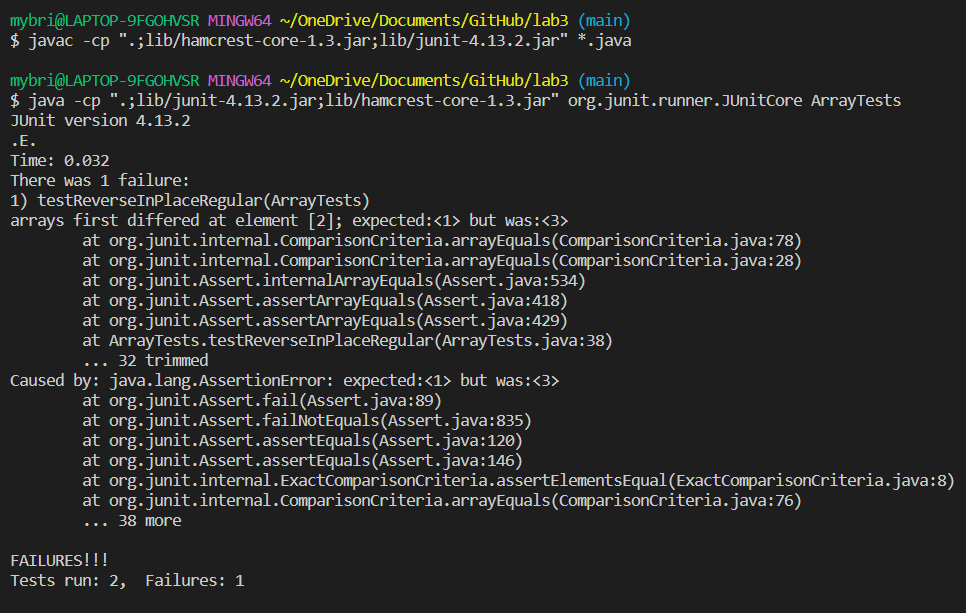 mybri@LAPTOP-9FGOHVSR MINGW64 ~/OneDrive/Documents/GitHub/lab3 (main)
$ javac -cp ".;lib/hamcrest-core-1.3.jar;lib/junit-4.13.2.jar" *.java
mybri@LAPTOP-9FGOHVSR MINGW64 ~/OneDrive/Documents/GitHub/lab3 (main)
$ java -cp ".;lib/junit-4.13.2.jar;lib/hamcrest-core-1.3.jar" org.junit.runner.JUnitCore ArrayTests
JUnit version 4.13.2
.E.
Time: 0.032
There was 1 failure:
1) testReverseInPlaceRegular(ArrayTests)
arrays first differed at element [2]; expected:<1> but was:<3>
at org.junit.internal.ComparisonCriteria.arrayEquals(ComparisonCriteria.java:78)
at org.junit.internal.ComparisonCriteria.arrayEquals(ComparisonCriteria.java:28)
at org.junit.Assert.internalArrayEquals(Assert.java:534)
at org.junit.Assert.assertArrayEquals(Assert.java:418)
at org.junit.Assert.assertArrayEquals(Assert.java:429)
at ArrayTests.testReverseInPlaceRegular(ArrayTests.java:38)
... 32 trimmed
Caused by: java.lang.AssertionError: expected:<1> but was:<3>
at org.junit.Assert.fail(Assert.java:89)
at org.junit.Assert.failNotEquals(Assert.java:835)
at org.junit.Assert.assertEquals(Assert.java:120)
at org.junit.Assert.assertEquals(Assert.java:146)
at org.junit.internal.ExactComparisonCriteria.assertElementsEqual(ExactComparisonCriteria.java:8)
at org.junit.internal.ComparisonCriteria.arrayEquals(ComparisonCriteria.java:76)
... 38 more
FAILURES!!!
Tests run: 2,  Failures: 1